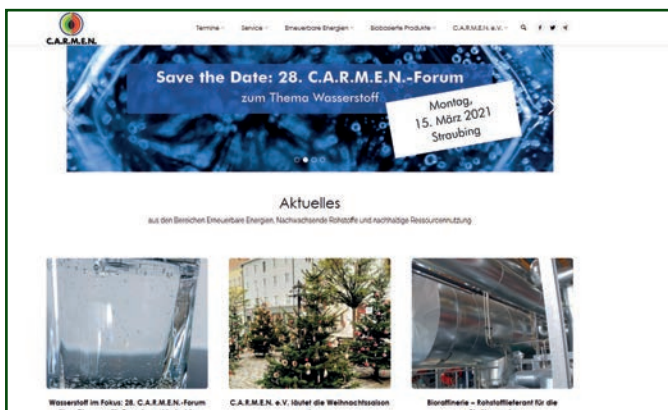 C.A.R.M.E.N.
Termine Service Erneuerbare Energien Biobasierte Produkte C.A.R.M.E.N. e.V.
Save the Date: 28. C.A.R.M.E.N.-Forum
zum Thema Wasserstoff
Montag,
15. März 2021
Straubing
Aktuelles
aus den Bereichen Erneuerbare Energien, Nachwachsende Rohstoffe und nachhaltige Ressourcennutzung
Wasserstoff im Fokus: 28. C.A.R.M.E.N.-Forum
C.A.R.M.E.N. e.V. läutet die Weihnachtssaison
Bioraffinerie – Rohstofflieferant für die